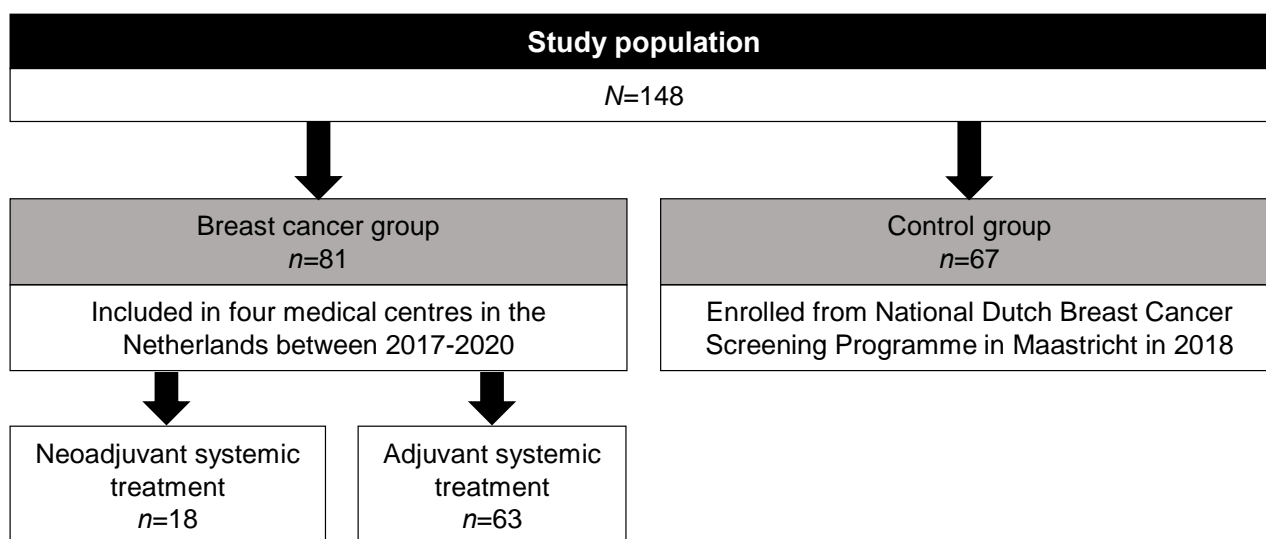 Study population
N=148
Breast cancer group
n=81
Included in four medical centres in the
Netherlands between 2017-2020
Control group
n=67
Enrolled from National Dutch Breast Cancer
Screening Programme in Maastricht in 2018
Neoadjuvant systemic
treatment
n=18
Adjuvant systemic
treatment
n=63